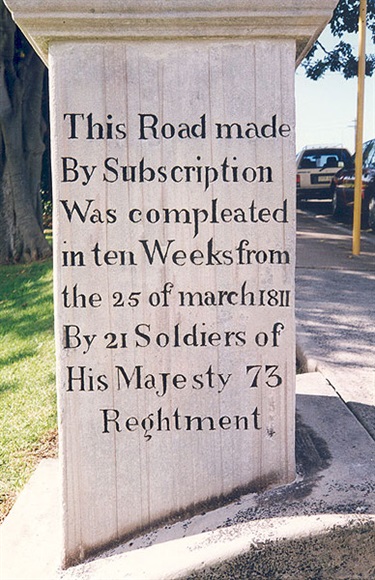 This Road made
By Subscription
Was compleated
in ten Weeks from
the 25 of march 1811
By 21 Soldiers of
His Majesty 73
Reghtment